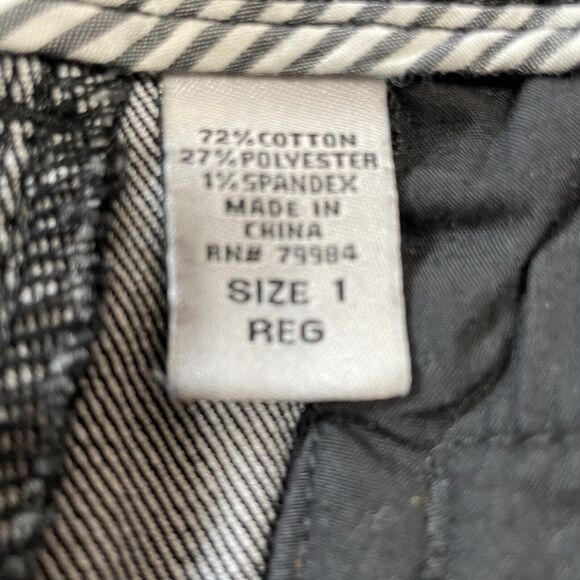 72%COTTON
27%POLYESTER
1%SPANDEX
MADE IN
CHINA
RN# 79984
SIZE 1
REG